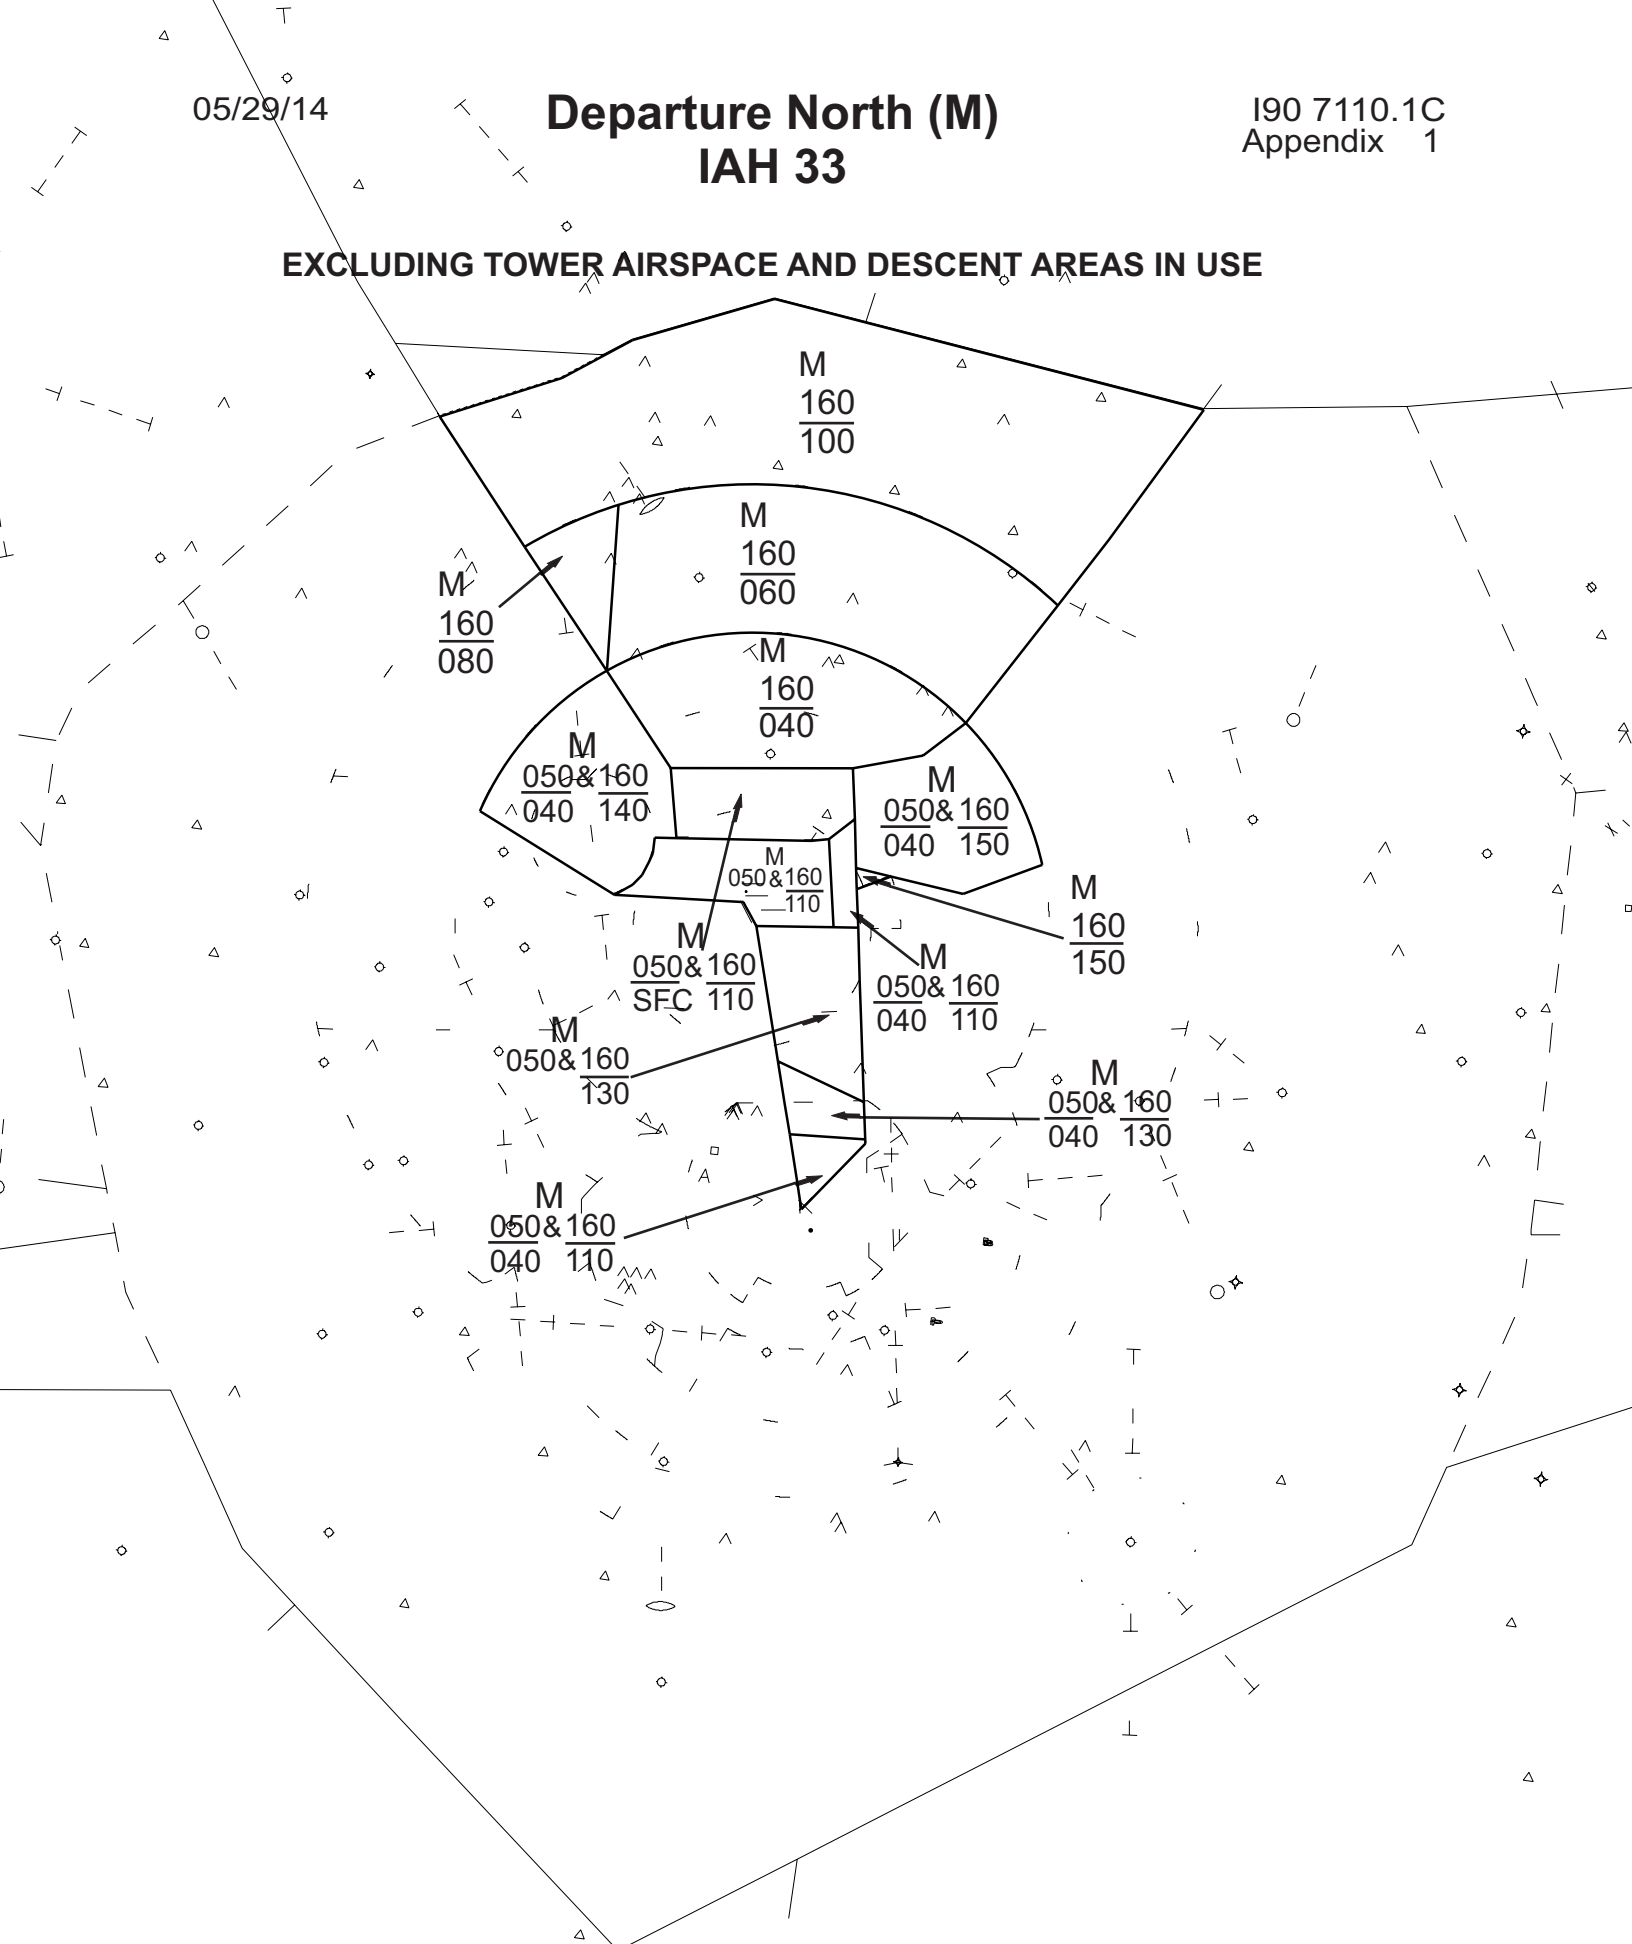 05/29/14
Departure North (M)
IAH 33
I90 7110.1C
Appendix 1
EXCLUDING TOWER AIRSPACE AND DESCENT AREAS IN USE
M
160
100
M
160
060
M
160
080
M
160
040
M
050&160
040 140
M
050&160
040 150
M
050&160
110
M
160
150
M
050&160
SFC 110
M
050&160
040 110
M
050&160
130
M
050&160
040 130
M
050&160
040 110